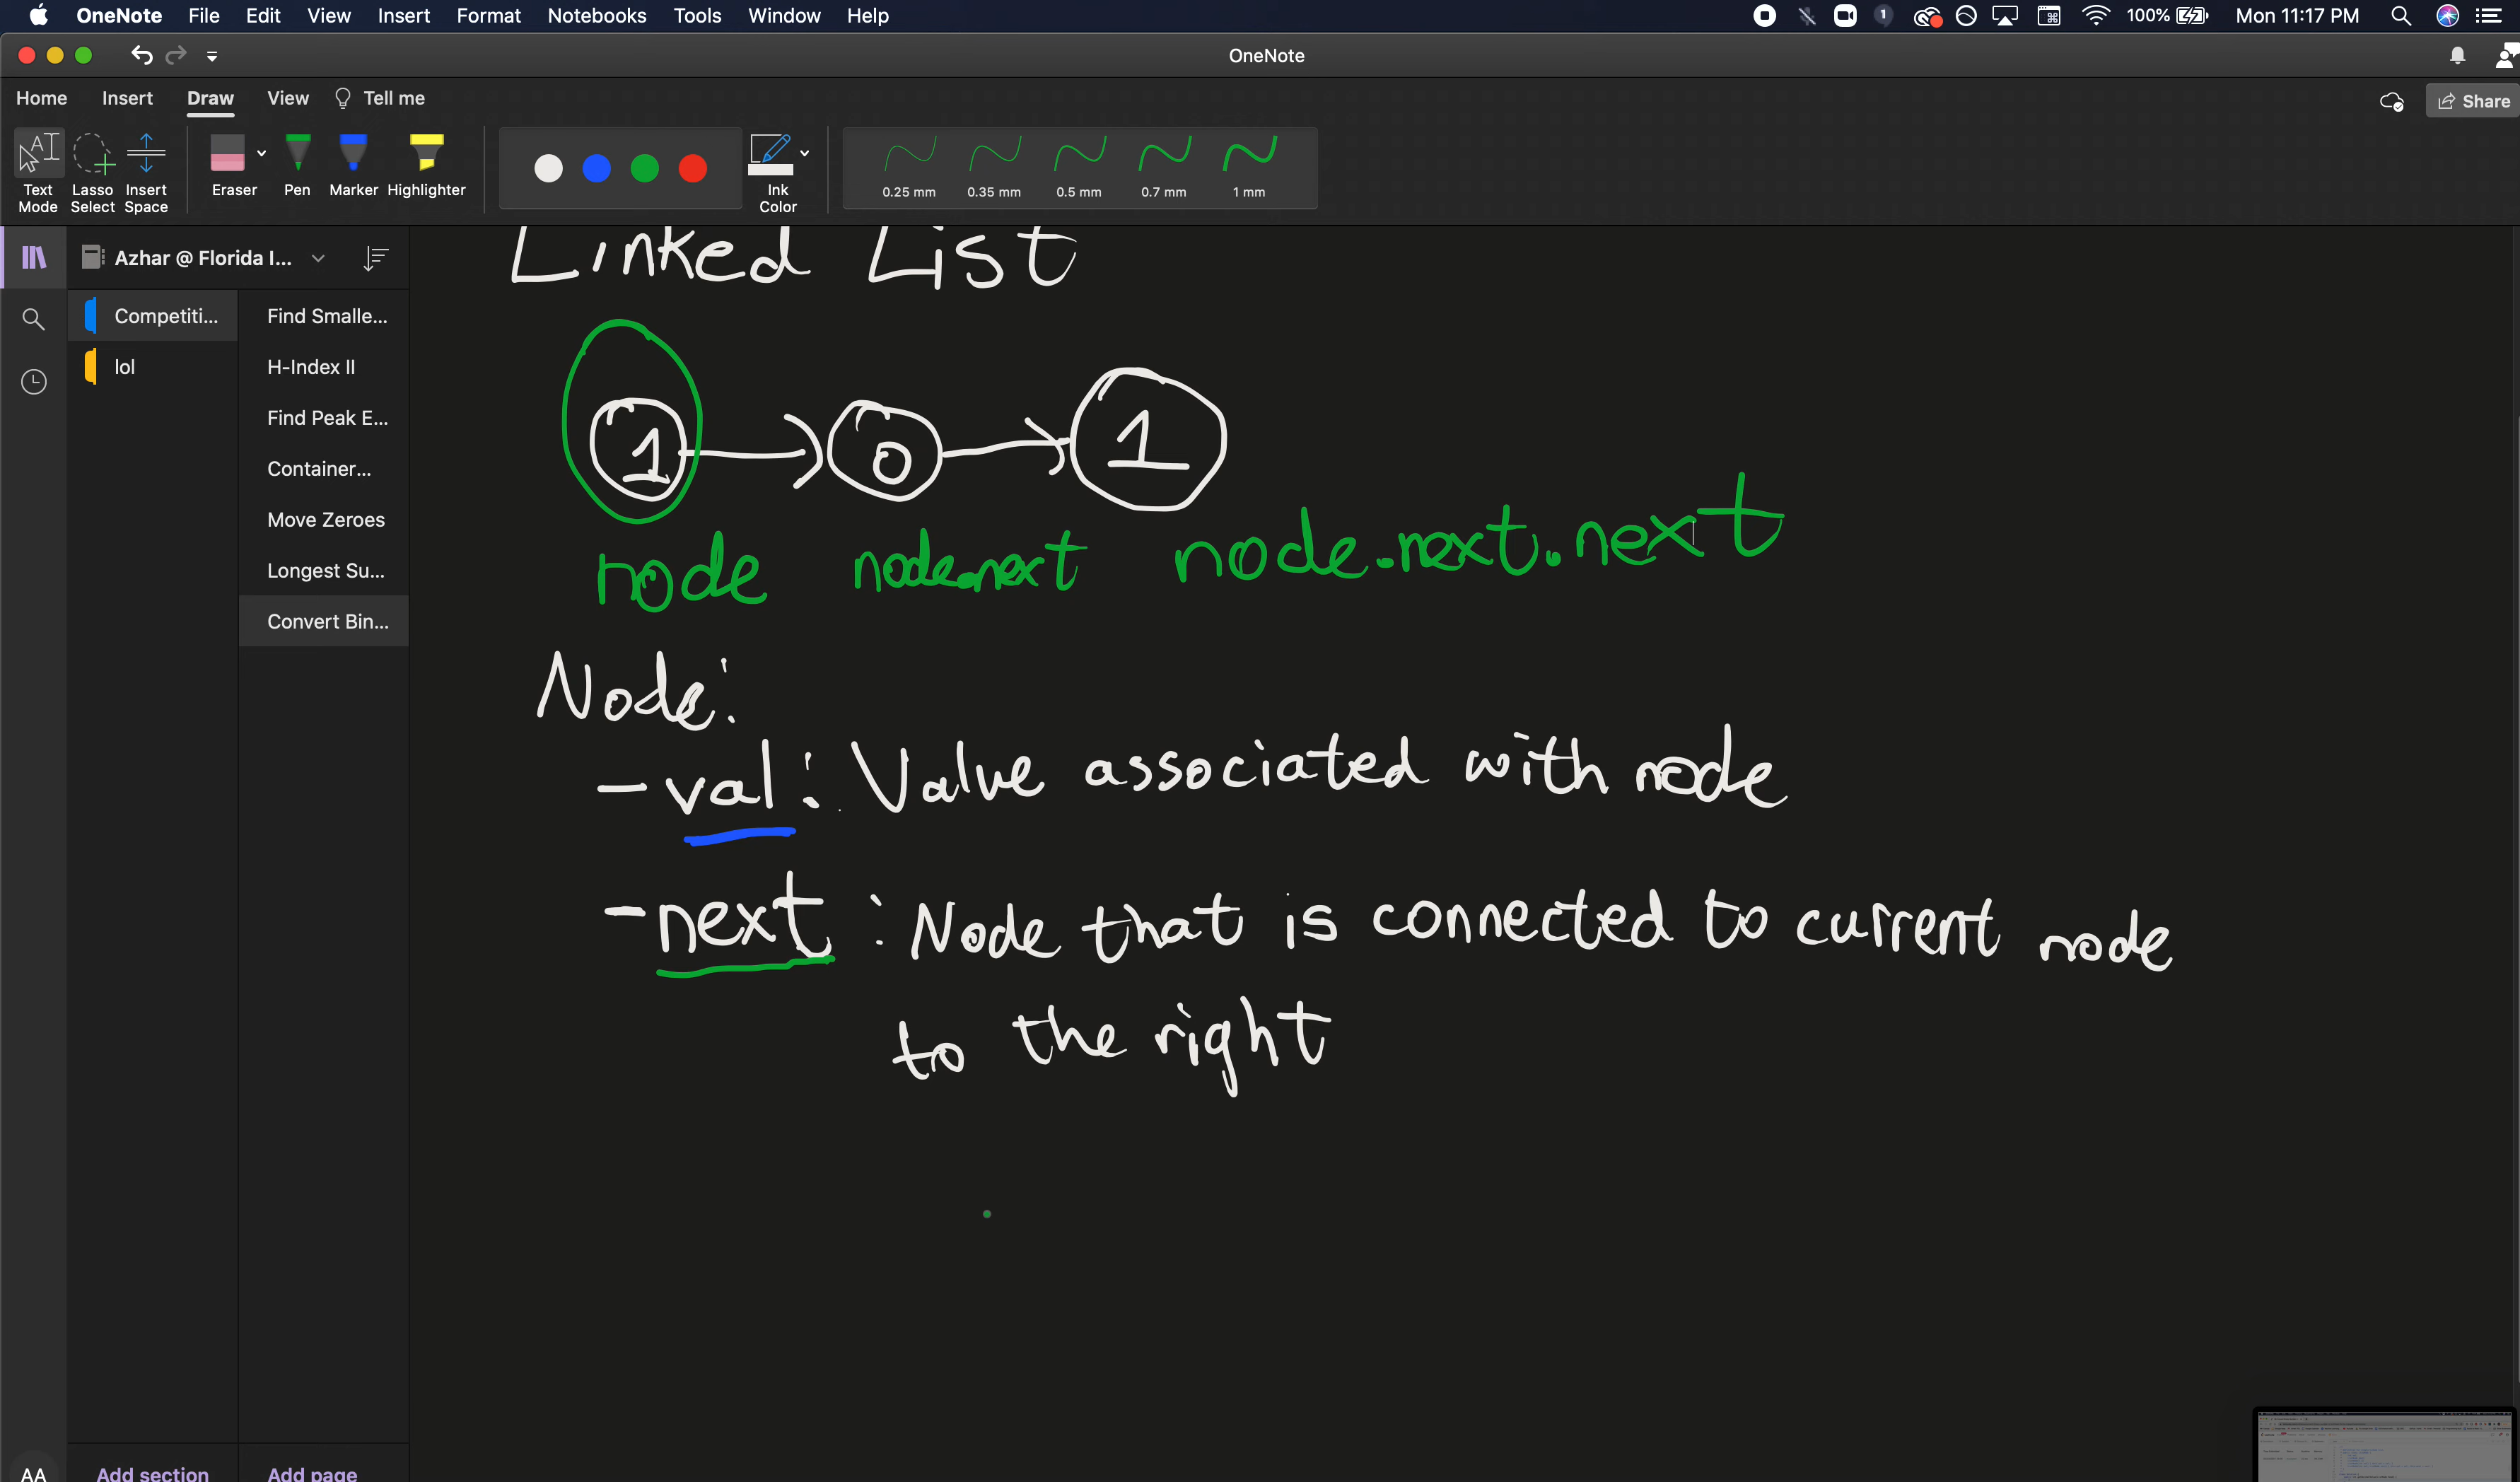 OneNote File Edit View Insert Format Notebooks Tools Window Help 1 100% Mon 11:17 PM
OneNote
Home Insert Draw View Tell me Share
Text Mode Lasso Select Insert Space Eraser Pen Marker Highlighter Ink Color 0.25 mm 0.35 mm 0.5 mm 0.7 mm 1 mm
Azhar @ Florida I...
Competiti...
lol
Find Smalle...
H-Index II
Find Peak E...
Container...
Move Zeroes
Longest Su...
Convert Bin...
AA Add section Add page
Linked List
1 0 1
node node.next node.next.next
Node:
-val: Value associated with node
-next: Node that is connected to current node
to the right